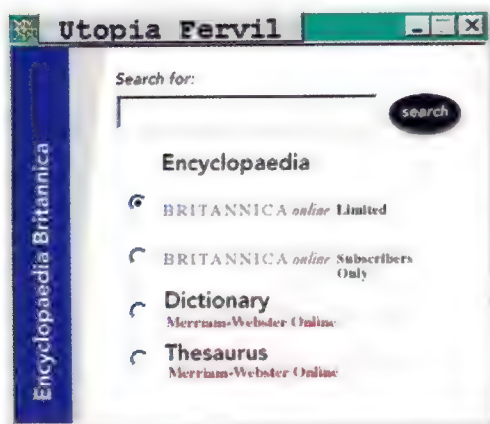 Utopia Fervil
Search for:
search
Encyclopaedia Britannica
Encyclopaedia
BRITANNICA online Limited
BRITANNICA online Subscribers
Only
Dictionary
Merriam-Webster Online
Thesaurus
Merriam-Webster Online